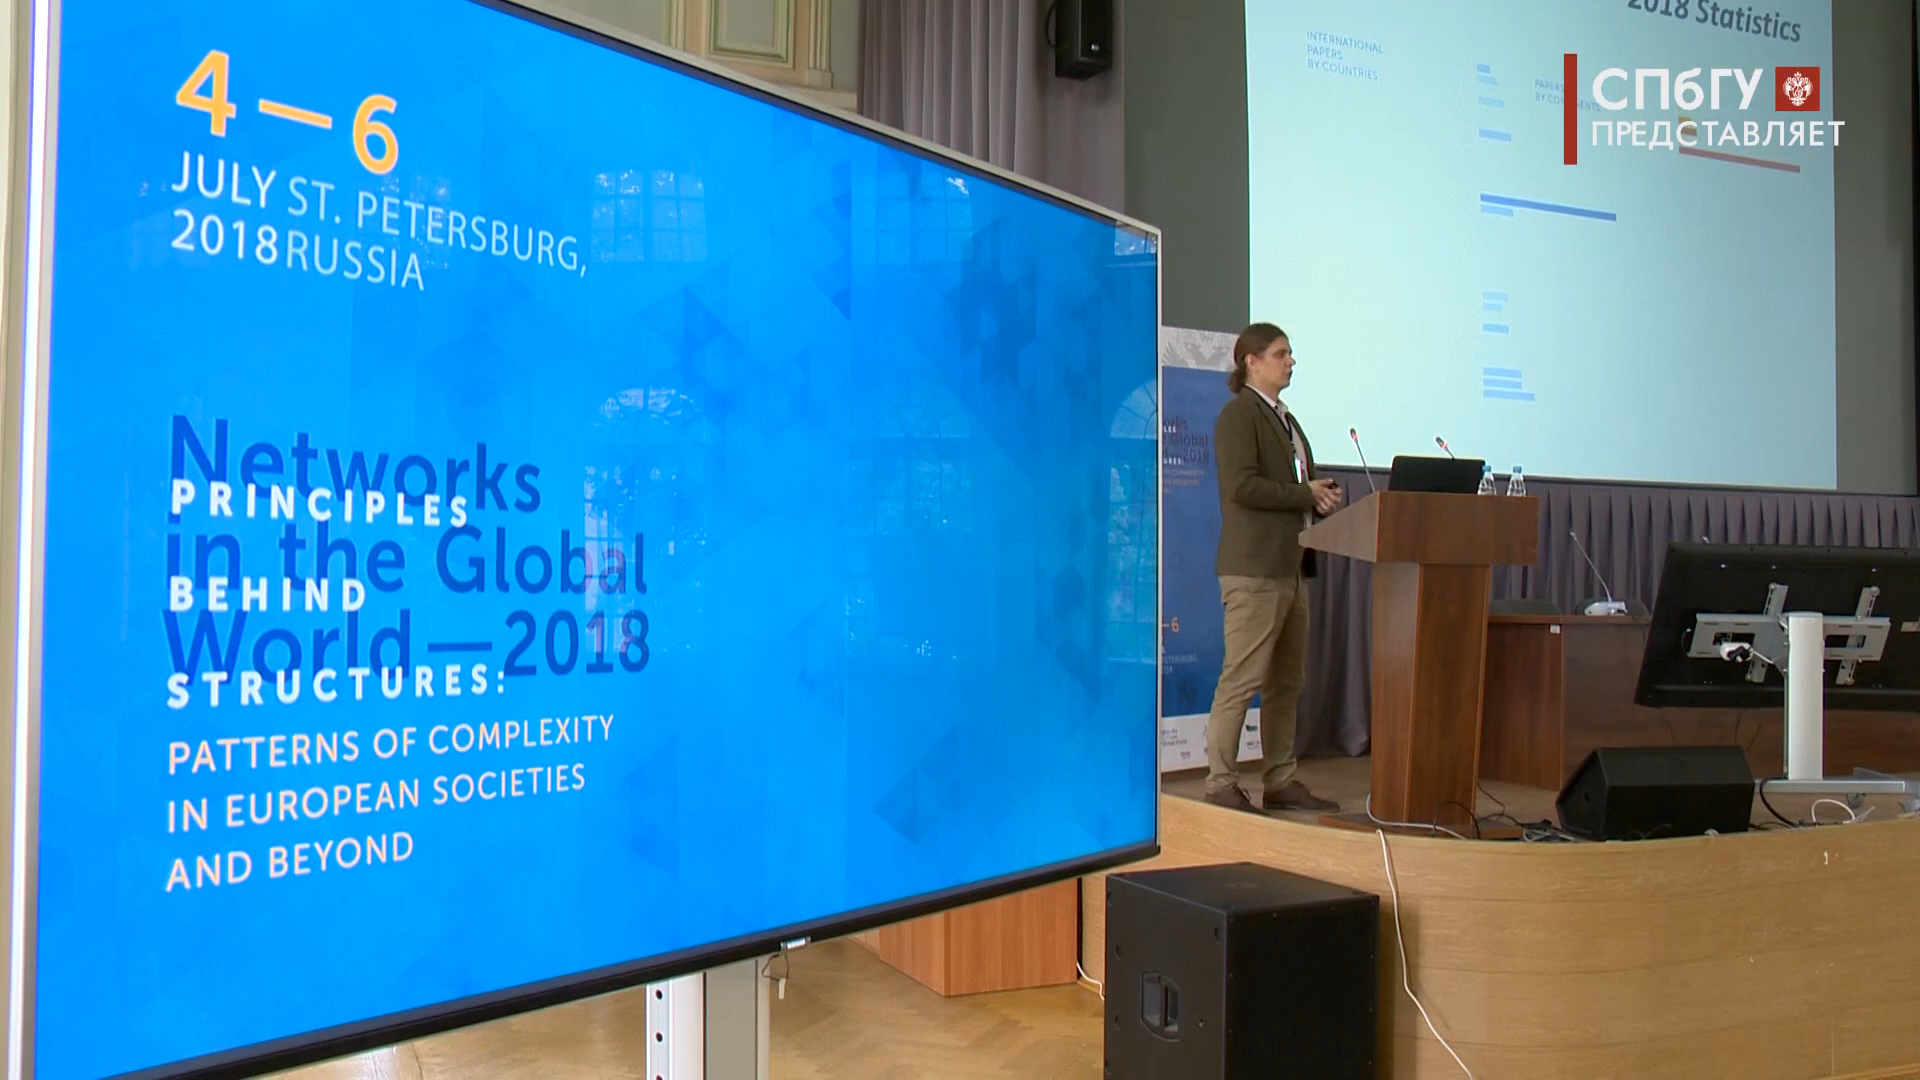 4 — 6
JULY ST. PETERSBURG,
2018 RUSSIA
Networks
PRINCIPLES
in the Global
BEHIND
World—2018
STRUCTURES:
PATTERNS OF COMPLEXITY
IN EUROPEAN SOCIETIES
AND BEYOND
2018 Statistics
INTERNATIONAL
PAPERS
BY COUNTRIES
СПбГУ
ПРЕДСТАВЛЯЕТ